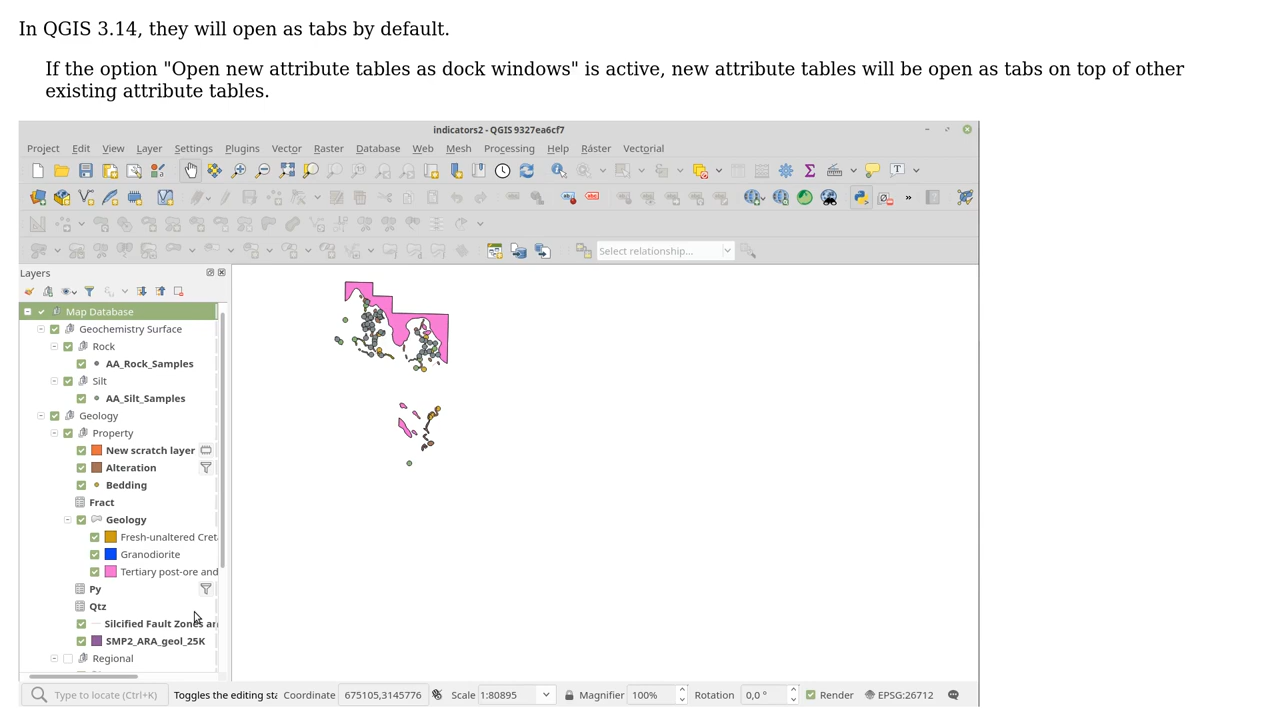 In QGIS 3.14, they will open as tabs by default.
If the option "Open new attribute tables as dock windows" is active, new attribute tables will be open as tabs on top of other
existing attribute tables.
indicators2 - QGIS 9327ea6cf7
Project Edit View Layer Settings Plugins Vector Raster Database Web Mesh Processing Help Ráster Vectorial
Select relationship...
Layers
Map Database
Geochemistry Surface
Rock
AA_Rock_Samples
Silt
AA_Silt_Samples
Geology
Property
New scratch layer
Alteration
Bedding
Fract
Geology
Fresh-unaltered Cret
Granodiorite
Tertiary post-ore and
Py
Qtz
Silcified Fault Zones an
SMP2_ARA_geol_25K
Regional
Type to locate (Ctrl+K) Toggles the editing sta Coordinate 675105,3145776 Scale 1:80895 Magnifier 100% Rotation 0,0 ° Render EPSG:26712